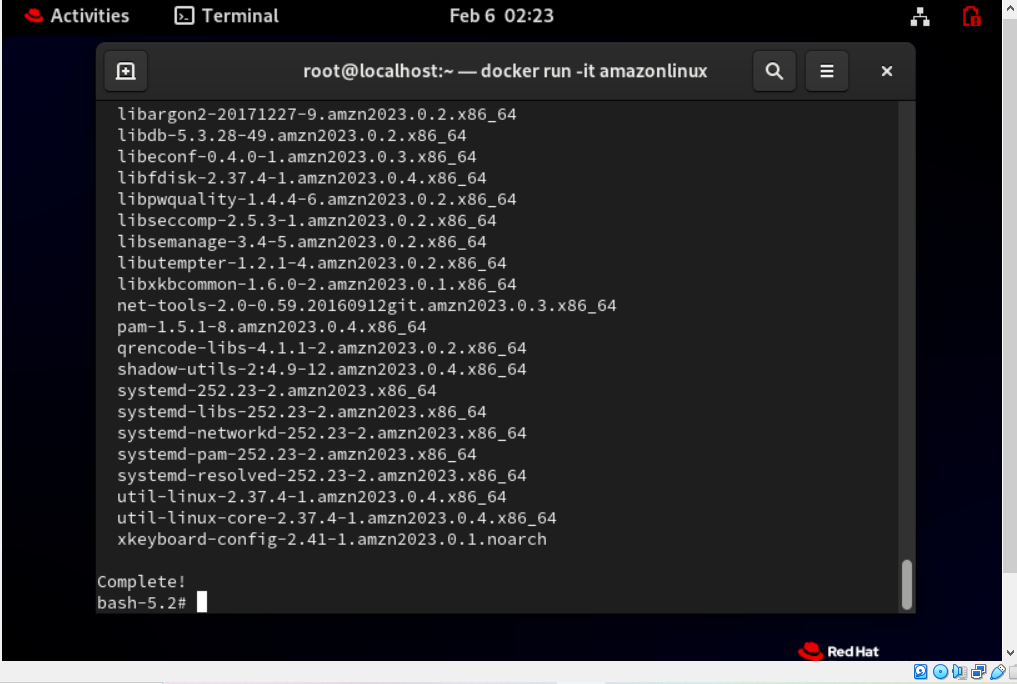 Activities Terminal Feb 6 02:23
root@localhost:~ — docker run -it amazonlinux
libargon2-20171227-9.amzn2023.0.2.x86_64
libdb-5.3.28-49.amzn2023.0.2.x86_64
libeconf-0.4.0-1.amzn2023.0.3.x86_64
libfdisk-2.37.4-1.amzn2023.0.4.x86_64
libpwquality-1.4.4-6.amzn2023.0.2.x86_64
libseccomp-2.5.3-1.amzn2023.0.2.x86_64
libsemanage-3.4-5.amzn2023.0.2.x86_64
libutempter-1.2.1-4.amzn2023.0.2.x86_64
libxkbcommon-1.6.0-2.amzn2023.0.1.x86_64
net-tools-2.0-0.59.20160912git.amzn2023.0.3.x86_64
pam-1.5.1-8.amzn2023.0.4.x86_64
qrencode-libs-4.1.1-2.amzn2023.0.2.x86_64
shadow-utils-2:4.9-12.amzn2023.0.4.x86_64
systemd-252.23-2.amzn2023.x86_64
systemd-libs-252.23-2.amzn2023.x86_64
systemd-networkd-252.23-2.amzn2023.x86_64
systemd-pam-252.23-2.amzn2023.x86_64
systemd-resolved-252.23-2.amzn2023.x86_64
util-linux-2.37.4-1.amzn2023.0.4.x86_64
util-linux-core-2.37.4-1.amzn2023.0.4.x86_64
xkeyboard-config-2.41-1.amzn2023.0.1.noarch
Complete!
bash-5.2#
Red Hat